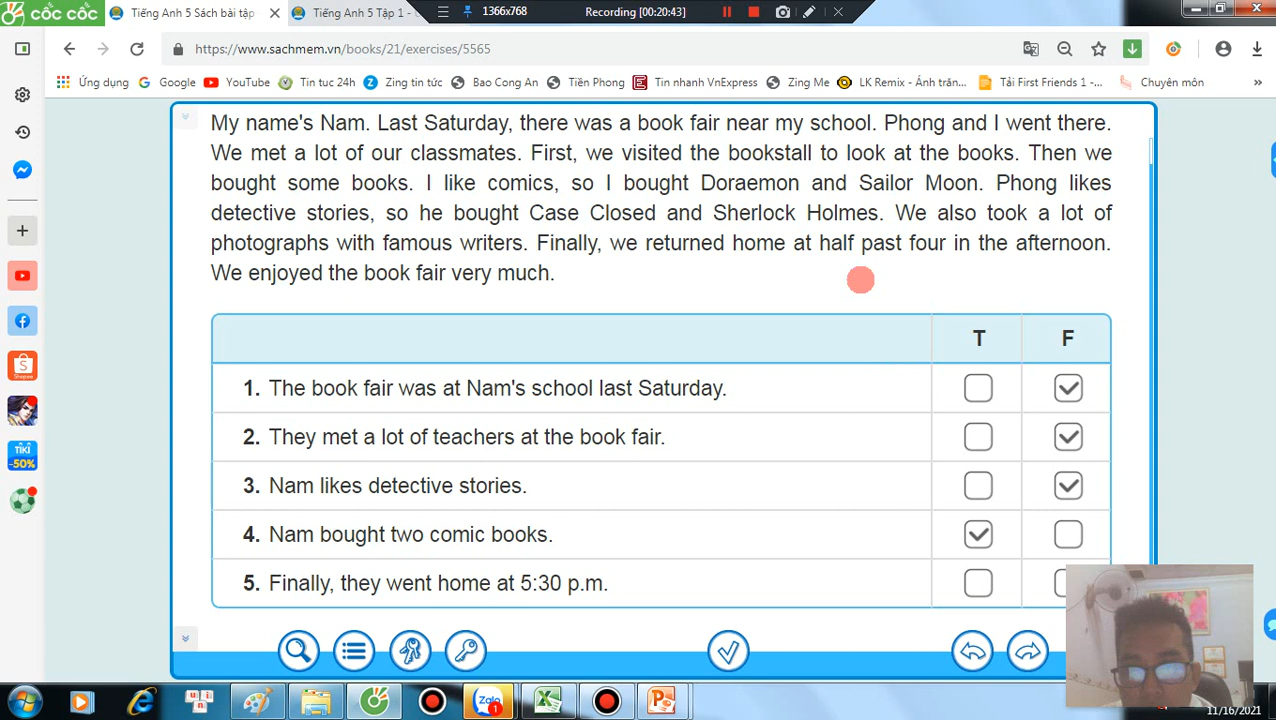 CỐC CỐC
Tiếng Anh 5 Sách bài tập
Tiếng Anh 5 Tập 1 -
1366x768
Recording [00:20:43]
https://www.sachmem.vn/books/21/exercises/5565
Ứng dụng
Google
YouTube
Tin tuc 24h
Zing tin tức
Bao Cong An
Tiền Phong
Tin nhanh VnExpress
Zing Me
LK Remix - Ảnh trăn...
Tải First Friends 1 -...
Chuyên môn
My name's Nam. Last Saturday, there was a book fair near my school. Phong and I went there.
We met a lot of our classmates. First, we visited the bookstall to look at the books. Then we
bought some books. I like comics, so I bought Doraemon and Sailor Moon. Phong likes
detective stories, so he bought Case Closed and Sherlock Holmes. We also took a lot of
photographs with famous writers. Finally, we returned home at half past four in the afternoon.
We enjoyed the book fair very much.
T F
1. The book fair was at Nam's school last Saturday.
2. They met a lot of teachers at the book fair.
3. Nam likes detective stories.
4. Nam bought two comic books.
5. Finally, they went home at 5:30 p.m.
Shopee
TIKI
-50%
Zalo
1
11/16/2021